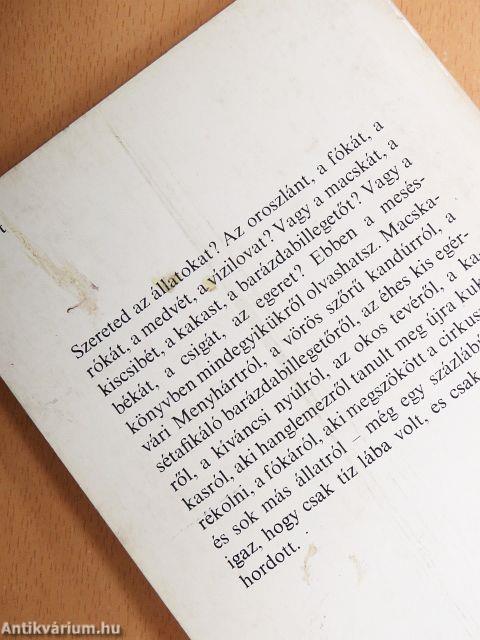 t
Szereted az állatokat? Az oroszlánt, a fókát, a
rókát, a medvét, a vízilovat? Vagy a macskát, a
kiscsibét, a kakast, a barázdabillegetőt? Vagy a
békát, a csigát, az egeret? Ebben a mesés-
könyvben mindegyikükről olvashatsz. Macska-
vári Menyhártról, a vörös szőrű kandúrról, a
sétafikáló barázdabillegetőről, az éhes kis egér-
ről, a kíváncsi nyúlról, az okos tevéről, a ka-
kasról, aki hanglemezről tanult meg újra kuk
rékolni, a fókáról, aki megszökött a cirkus
és sok más állatról – még egy százlábú
igaz, hogy csak tíz lába volt, és csak
hordott.
Antikvárium.hu